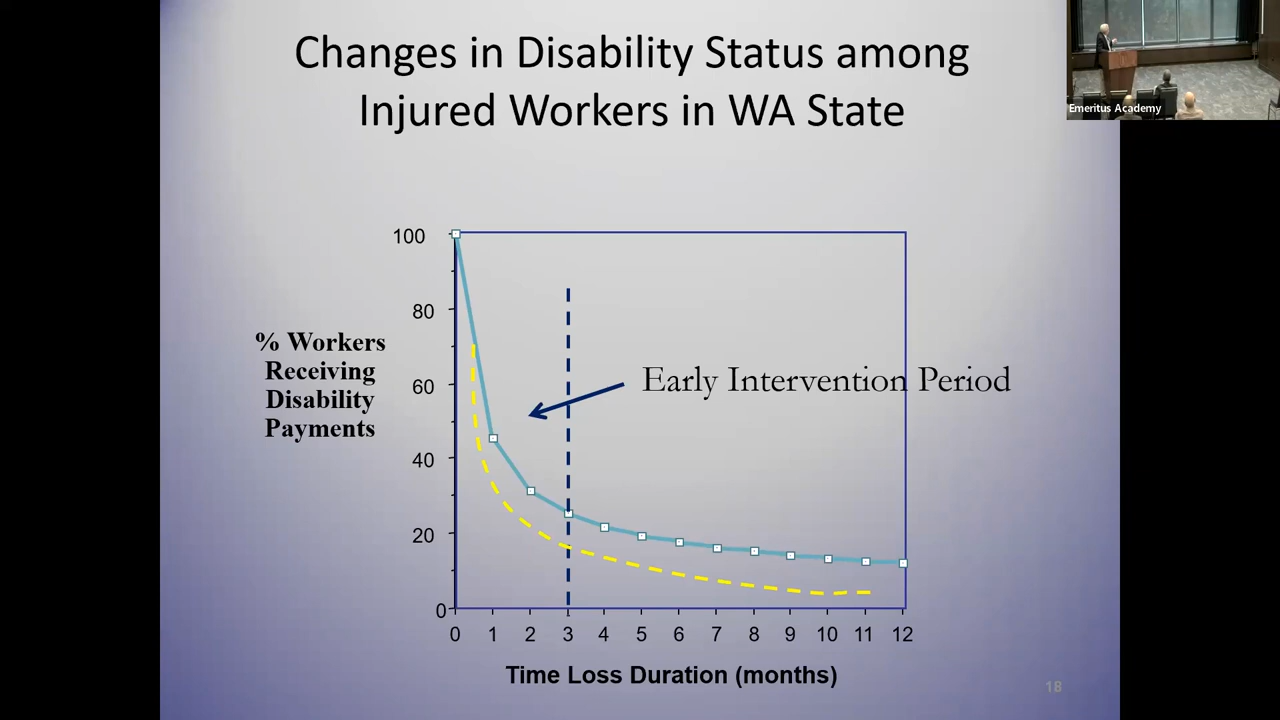 Changes in Disability Status among
Injured Workers in WA State
Emeritus Academy
100
80
60
40
20
0
% Workers
Receiving
Disability
Payments
Early Intervention Period
0 1 2 3 4 5 6 7 8 9 10 11 12
Time Loss Duration (months)
18